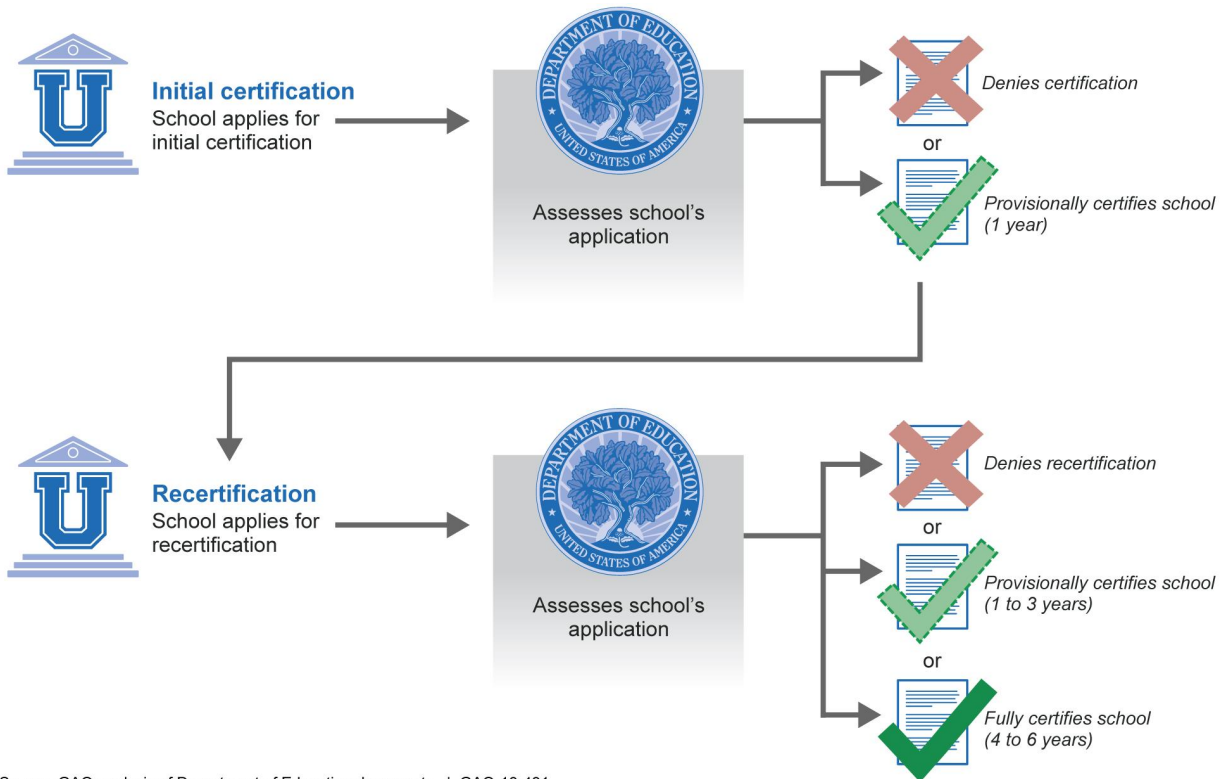 DEPARTMENT OF EDUCATION
UNITED STATES OF AMERICA
U
Initial certification
School applies for
initial certification
Assesses school's
application
Denies certification
or
Provisionally certifies school
(1 year)
DEPARTMENT OF EDUCATION
UNITED STATES OF AMERICA
U
Recertification
School applies for
recertification
Assesses school's
application
Denies recertification
or
Provisionally certifies school
(1 to 3 years)
or
Fully certifies school
(4 to 6 years)